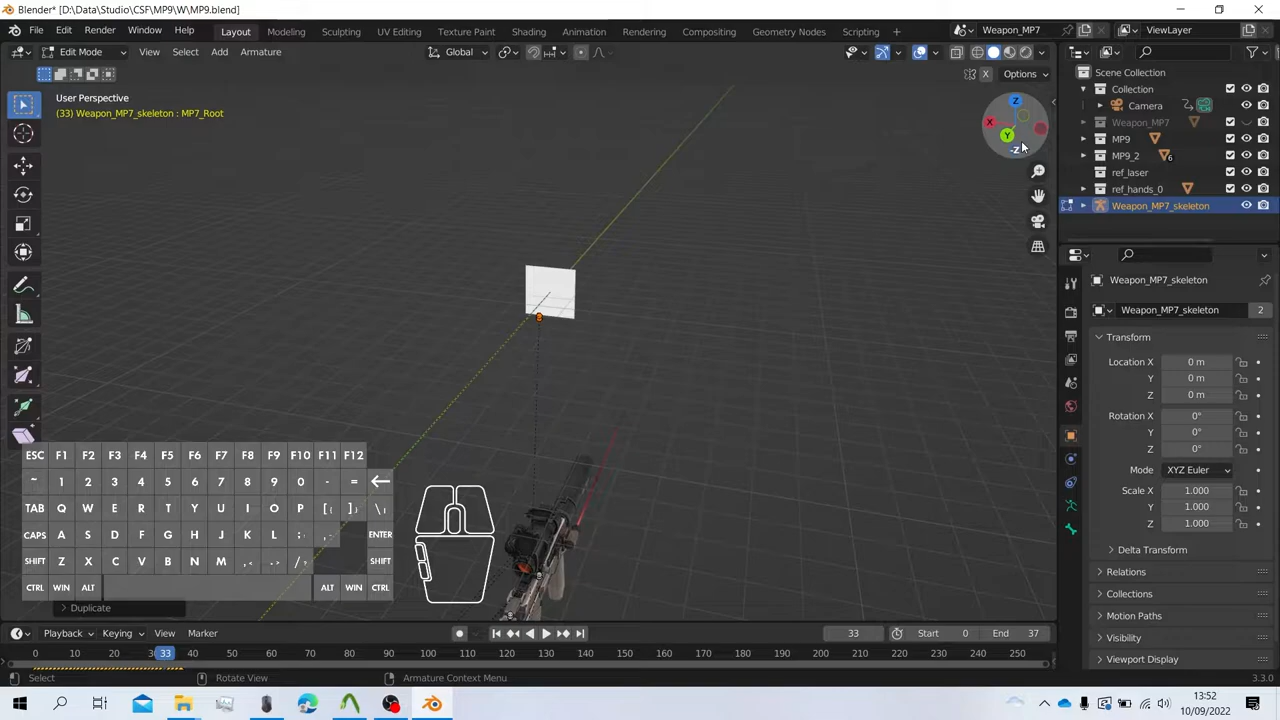 Blender* [D:\Data\Studio\CSF\MP9\W\MP9.blend]
File Edit Render Window Help Layout Modeling Sculpting UV Editing Texture Paint Shading Animation Rendering Compositing Geometry Nodes Scripting + Weapon_MP7 ViewLayer
Edit Mode View Select Add Armature Global
X Options
User Perspective
(33) Weapon_MP7_skeleton : MP7_Root
Z
X
Y
-Z
Scene Collection
Collection
Camera
Weapon_MP7
MP9
MP9_2 6
ref_laser
ref_hands_0
Weapon_MP7_skeleton
Weapon_MP7_skeleton
Weapon_MP7_skeleton 2
Transform
Location X 0 m
Y 0 m
Z 0 m
Rotation X 0°
Y 0°
Z 0°
Mode XYZ Euler
Scale X 1.000
Y 1.000
Z 1.000
Delta Transform
Relations
Collections
Motion Paths
Visibility
Viewport Display
ESC F1 F2 F3 F4 F5 F6 F7 F8 F9 F10 F11 F12
~ 1 2 3 4 5 6 7 8 9 0 - =
TAB Q W E R T Y U I O P [{ ]} \|
CAPS A S D F G H J K L ; , ENTER
SHIFT Z X C V B N M ,< .> /? SHIFT
CTRL WIN ALT ALT WIN CTRL
Duplicate
Playback Keying View Marker 33 Start 0 End 37
0 10 20 30 33 40 50 60 70 80 90 100 110 120 130 140 150 160 170 180 190 200 210 220 230 240 250
Select Rotate View Armature Context Menu 3.3.0
13:52
10/09/2022